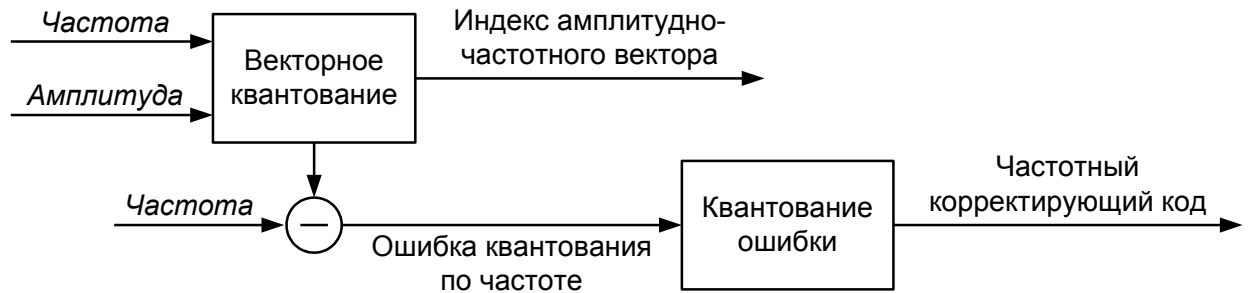 Частота
Амплитуда
Векторное
квантование
Индекс амплитудно-
частотного вектора
Частота
−
Ошибка квантования
по частоте
Квантование
ошибки
Частотный
корректирующий код